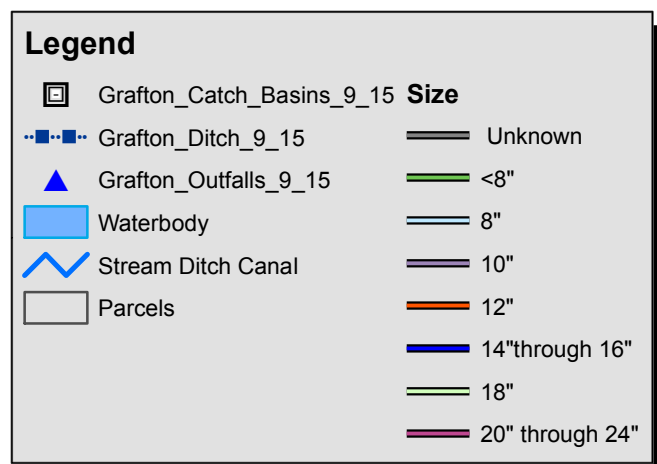 Legend
Grafton_Catch_Basins_9_15
Grafton_Ditch_9_15
Grafton_Outfalls_9_15
Waterbody
Stream Ditch Canal
Parcels
Size
Unknown
<8"
8"
10"
12"
14"through 16"
18"
20" through 24"